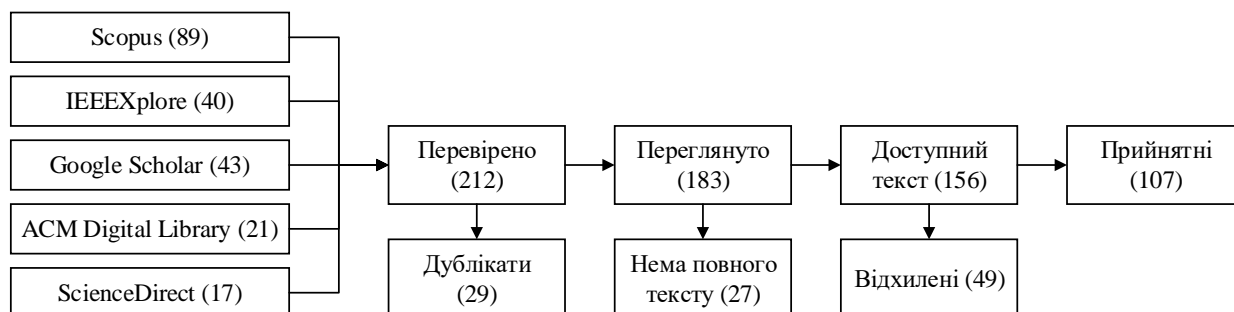 Scopus (89)
IEEEXplore (40)
Google Scholar (43)
ACM Digital Library (21)
ScienceDirect (17)
Перевірено
(212)
Дублікати
(29)
Переглянуто
(183)
Нема повного
тексту (27)
Доступний
текст (156)
Відхилені (49)
Прийнятні
(107)